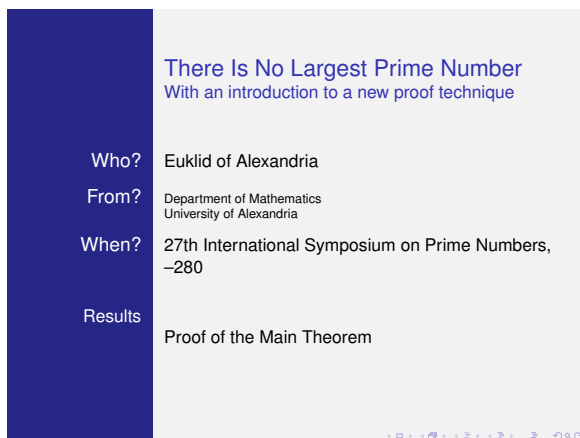 There Is No Largest Prime Number
With an introduction to a new proof technique
Who? Euklid of Alexandria
From? Department of Mathematics
University of Alexandria
When? 27th International Symposium on Prime Numbers,
–280
Results
Proof of the Main Theorem